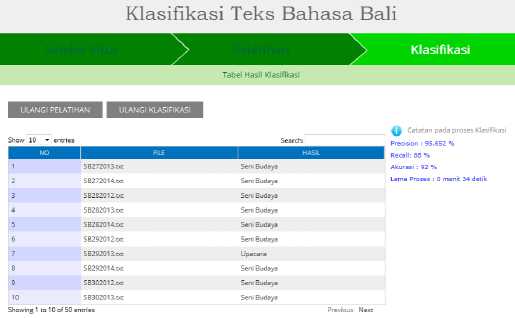 Klasifikasi Teks Bahasa Bali
Pelatihan
Klasifikasi
Tabel Hasil Klasifikasi
ULANGI PELATIHAN
ULANGI KLASIFIKASI
Catatan pada proses Klasifikasi
Precision : 95.652 %
Recall: 88 %
Akurasi : 92 %
Lama Proses : 0 menit 34 detik
Show 10 entries
Search:
NO FILE HASIL
1 SB272013.txt Seni Budaya
2 SB272014.txt Seni Budaya
3 SB282012.txt Seni Budaya
4 SB282013.txt Seni Budaya
5 SB282014.txt Seni Budaya
6 SB292012.txt Seni Budaya
7 SB292013.txt Upacara
8 SB292014.txt Seni Budaya
9 SB302012.txt Seni Budaya
10 SB302013.txt Seni Budaya
Showing 1 to 10 of 50 entries
Previous Next